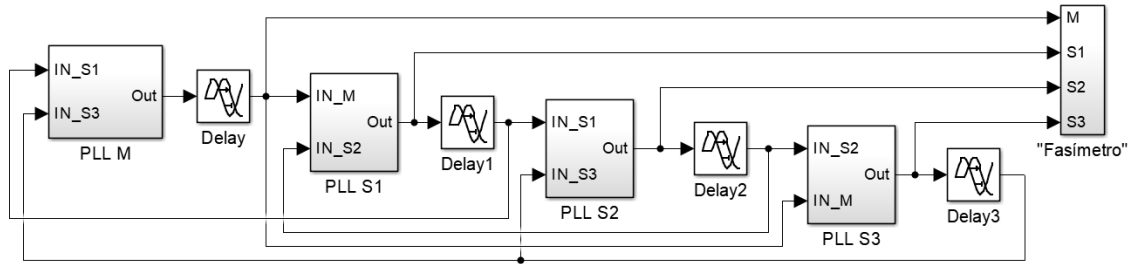 IN_S1
IN_S3
Out
PLL M
Delay
IN_M
IN_S2
Out
PLL S1
Delay1
IN_S1
IN_S3
Out
PLL S2
Delay2
IN_S2
IN_M
Out
PLL S3
Delay3
M
S1
S2
S3
"Fasímetro"